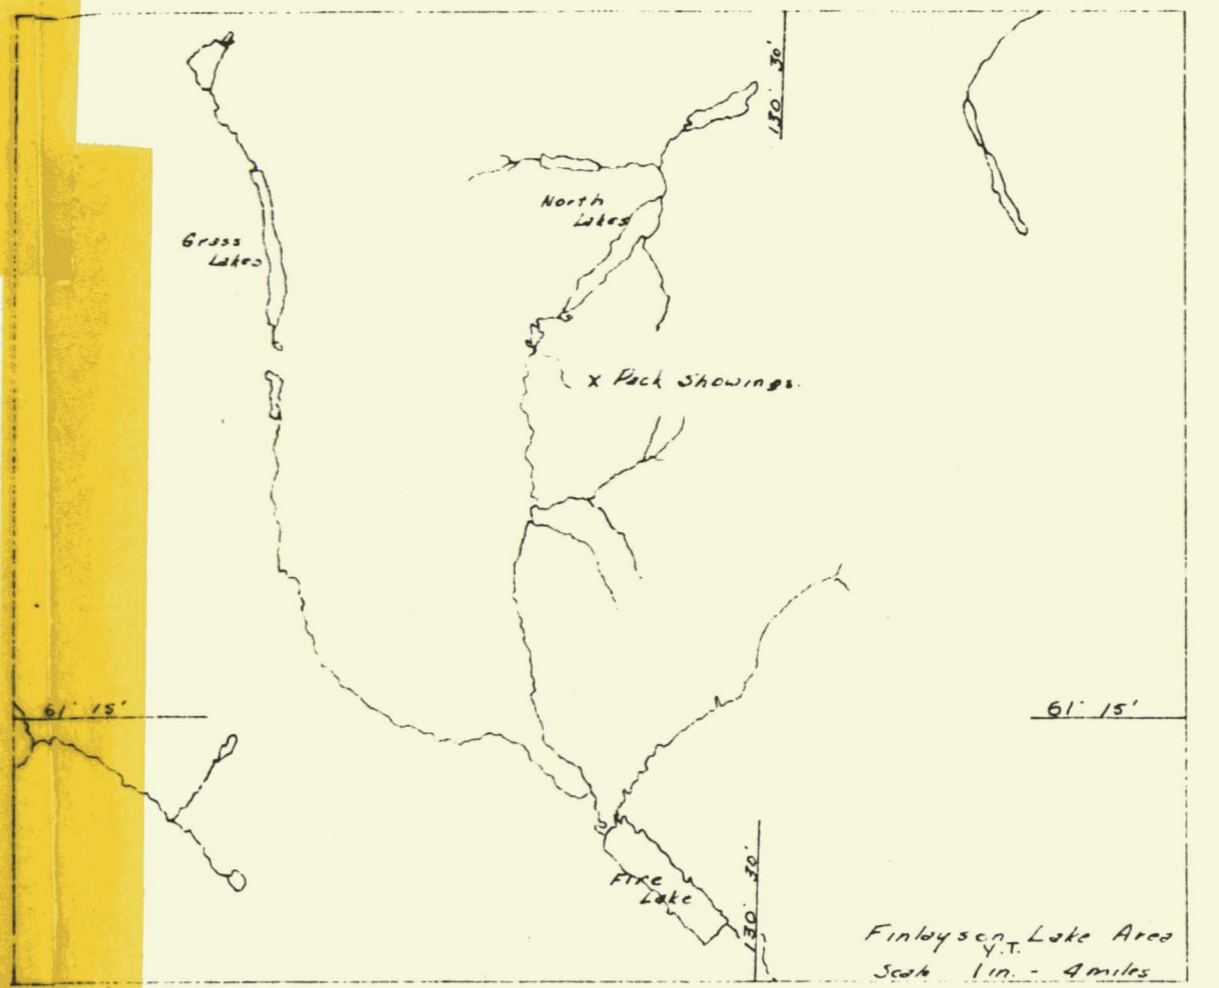 130° 30'
North
Lakes
Grass
Lakes
X Pack Showings.
61° 15'
61° 15'
Fire
Lake
130° 30'
Finlayson Lake Area
Y.T.
Scale 1 in. - 4 miles